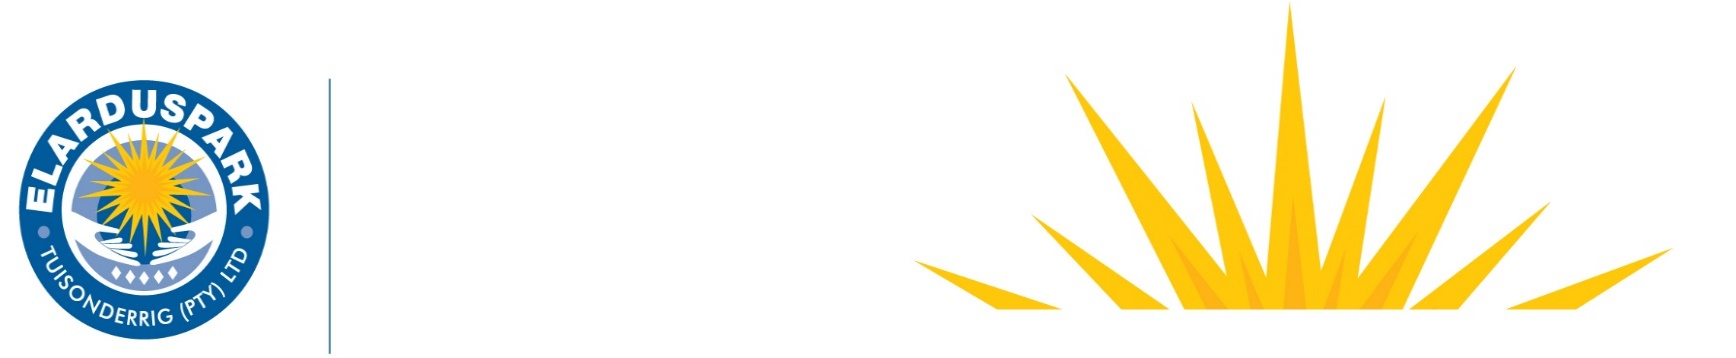 ELARDUSPARK
TUISONDERRIG (PTY) LTD